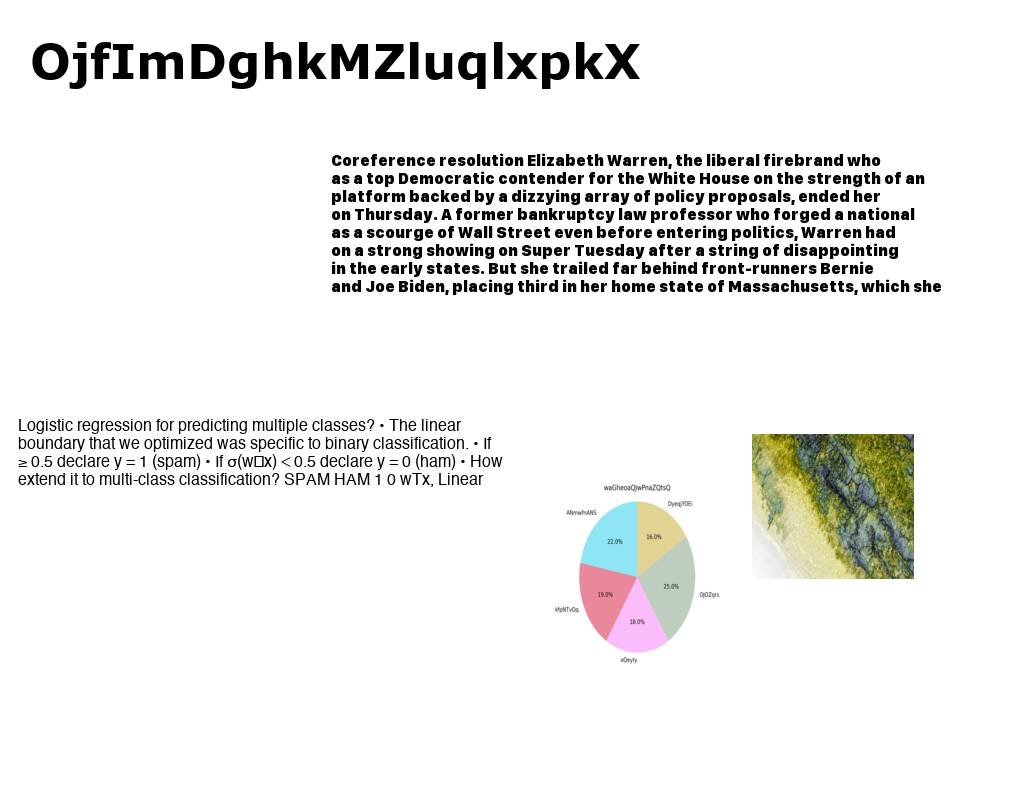 OjfImDghkMZluqlxpkX
Coreference resolution Elizabeth Warren, the liberal firebrand who
as a top Democratic contender for the White House on the strength of an
platform backed by a dizzying array of policy proposals, ended her
on Thursday. A former bankruptcy law professor who forged a national
as a scourge of Wall Street even before entering politics, Warren had
on a strong showing on Super Tuesday after a string of disappointing
in the early states. But she trailed far behind front-runners Bernie
and Joe Biden, placing third in her home state of Massachusetts, which she
Logistic regression for predicting multiple classes? • The linear
boundary that we optimized was specific to binary classification. • If
≥ 0.5 declare y = 1 (spam) • If σ(w□x) < 0.5 declare y = 0 (ham) • How
extend it to multi-class classification? SPAM HAM 1 0 wTx, Linear
waGheoaQJwPnaZQtsQ
ANmwfnANS
22.0%
16.0%
25.0%
19.0%
18.0%
oQeyly